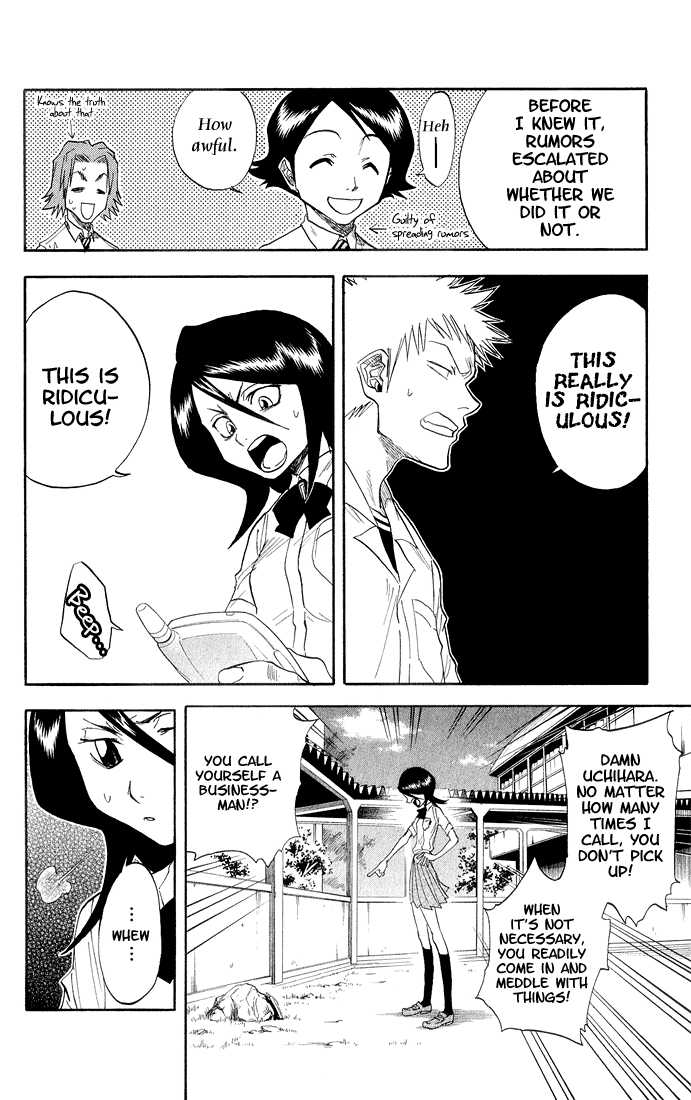 BEFORE
I KNEW IT,
RUMORS
ESCALATED
ABOUT
WHETHER WE
DID IT OR
NOT.
Heh
How
awful.
Guilty of
spreading rumors
Knows the truth
about that
THIS
REALLY
IS RIDIC-
ULOUS!
THIS IS
RIDICU-
LOUS!
Beep...
DAMN
UCHIHARA.
NO MATTER
HOW MANY
TIMES I
CALL, YOU
DON'T PICK
UP!
WHEN
IT'S NOT
NECESSARY,
YOU READILY
COME IN AND
MEDDLE WITH
THINGS!
YOU CALL
YOURSELF A
BUSINESS-
MAN!?
...
WHEW
...